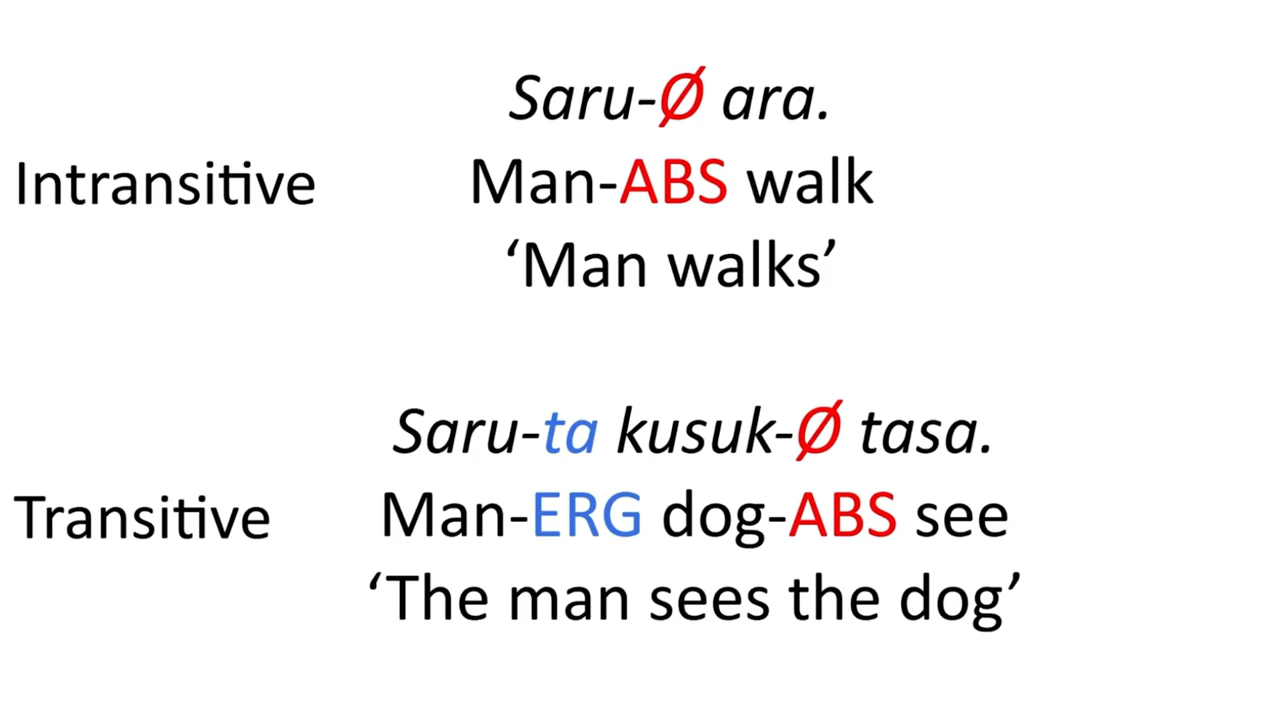 Saru-Ø ara.
Intransitive
Man-ABS walk
‘Man walks’
Saru-ta kusuk-Ø tasa.
Transitive
Man-ERG dog-ABS see
‘The man sees the dog’